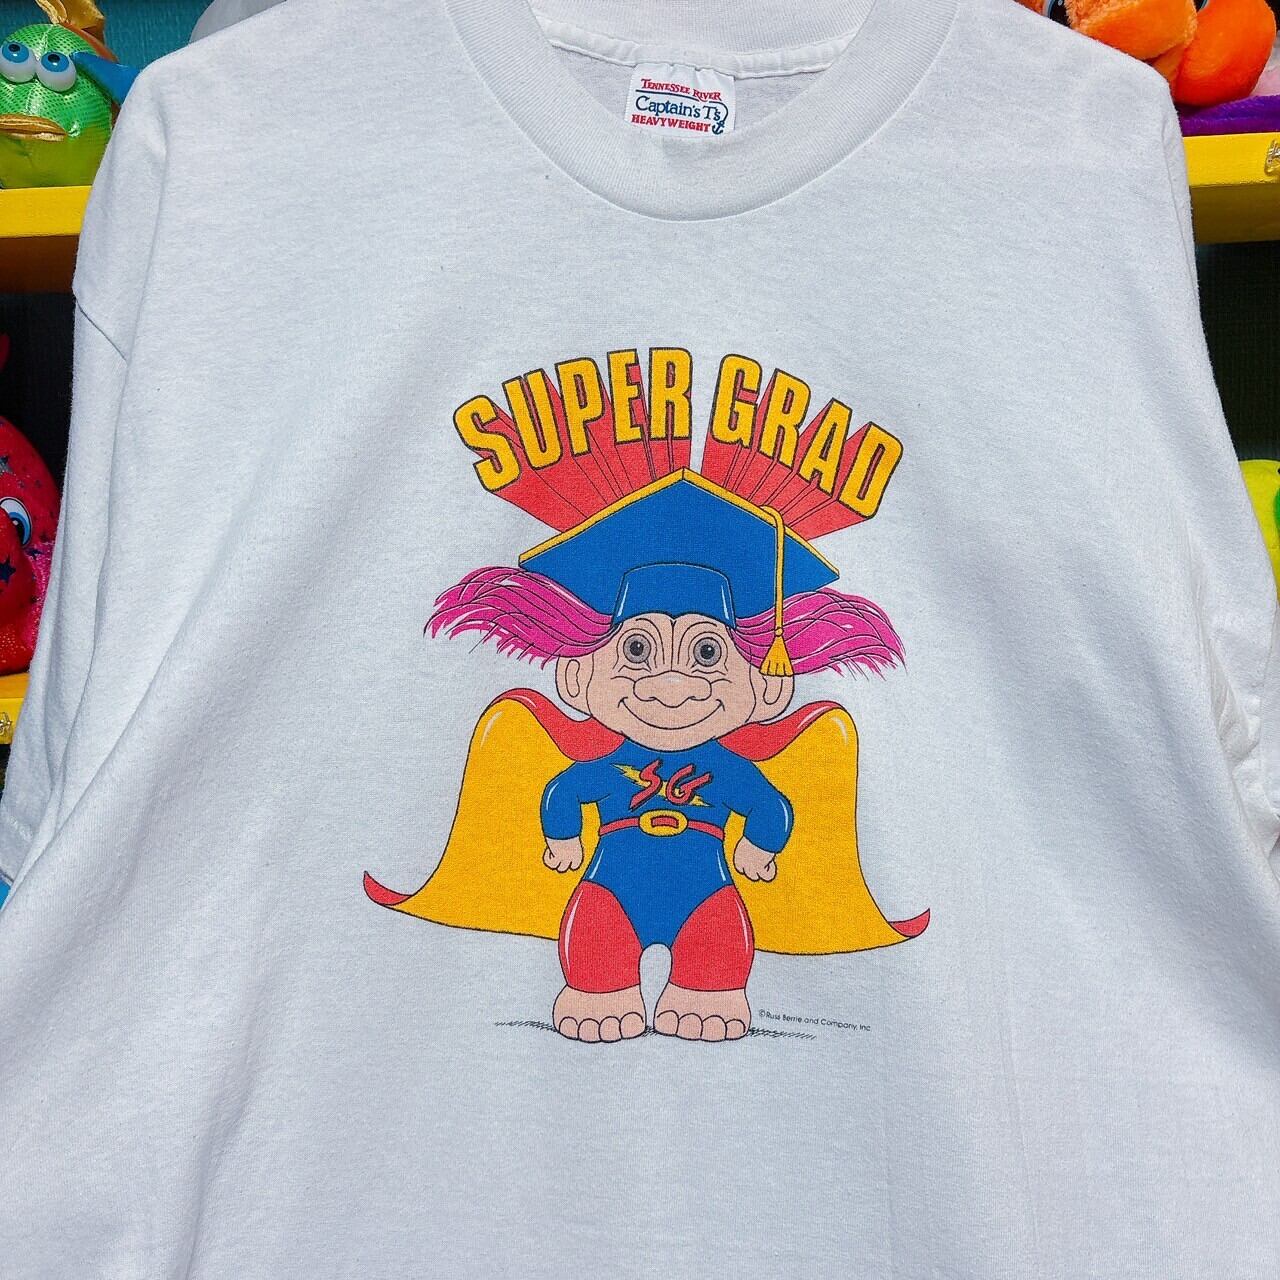 TENNESSEE RIVER
Captain's T's
HEAVYWEIGHT
SUPER GRAD
SG
©Russ Berrie and Company, Inc.